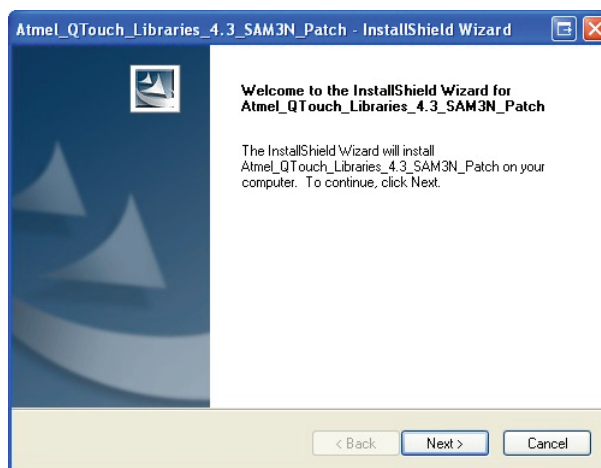 Atmel_QTouch_Libraries_4.3_SAM3N_Patch - InstallShield Wizard
Welcome to the InstallShield Wizard for
Atmel_QTouch_Libraries_4.3_SAM3N_Patch
The InstallShield Wizard will install
Atmel_QTouch_Libraries_4.3_SAM3N_Patch on your
computer. To continue, click Next.
< Back
Next >
Cancel